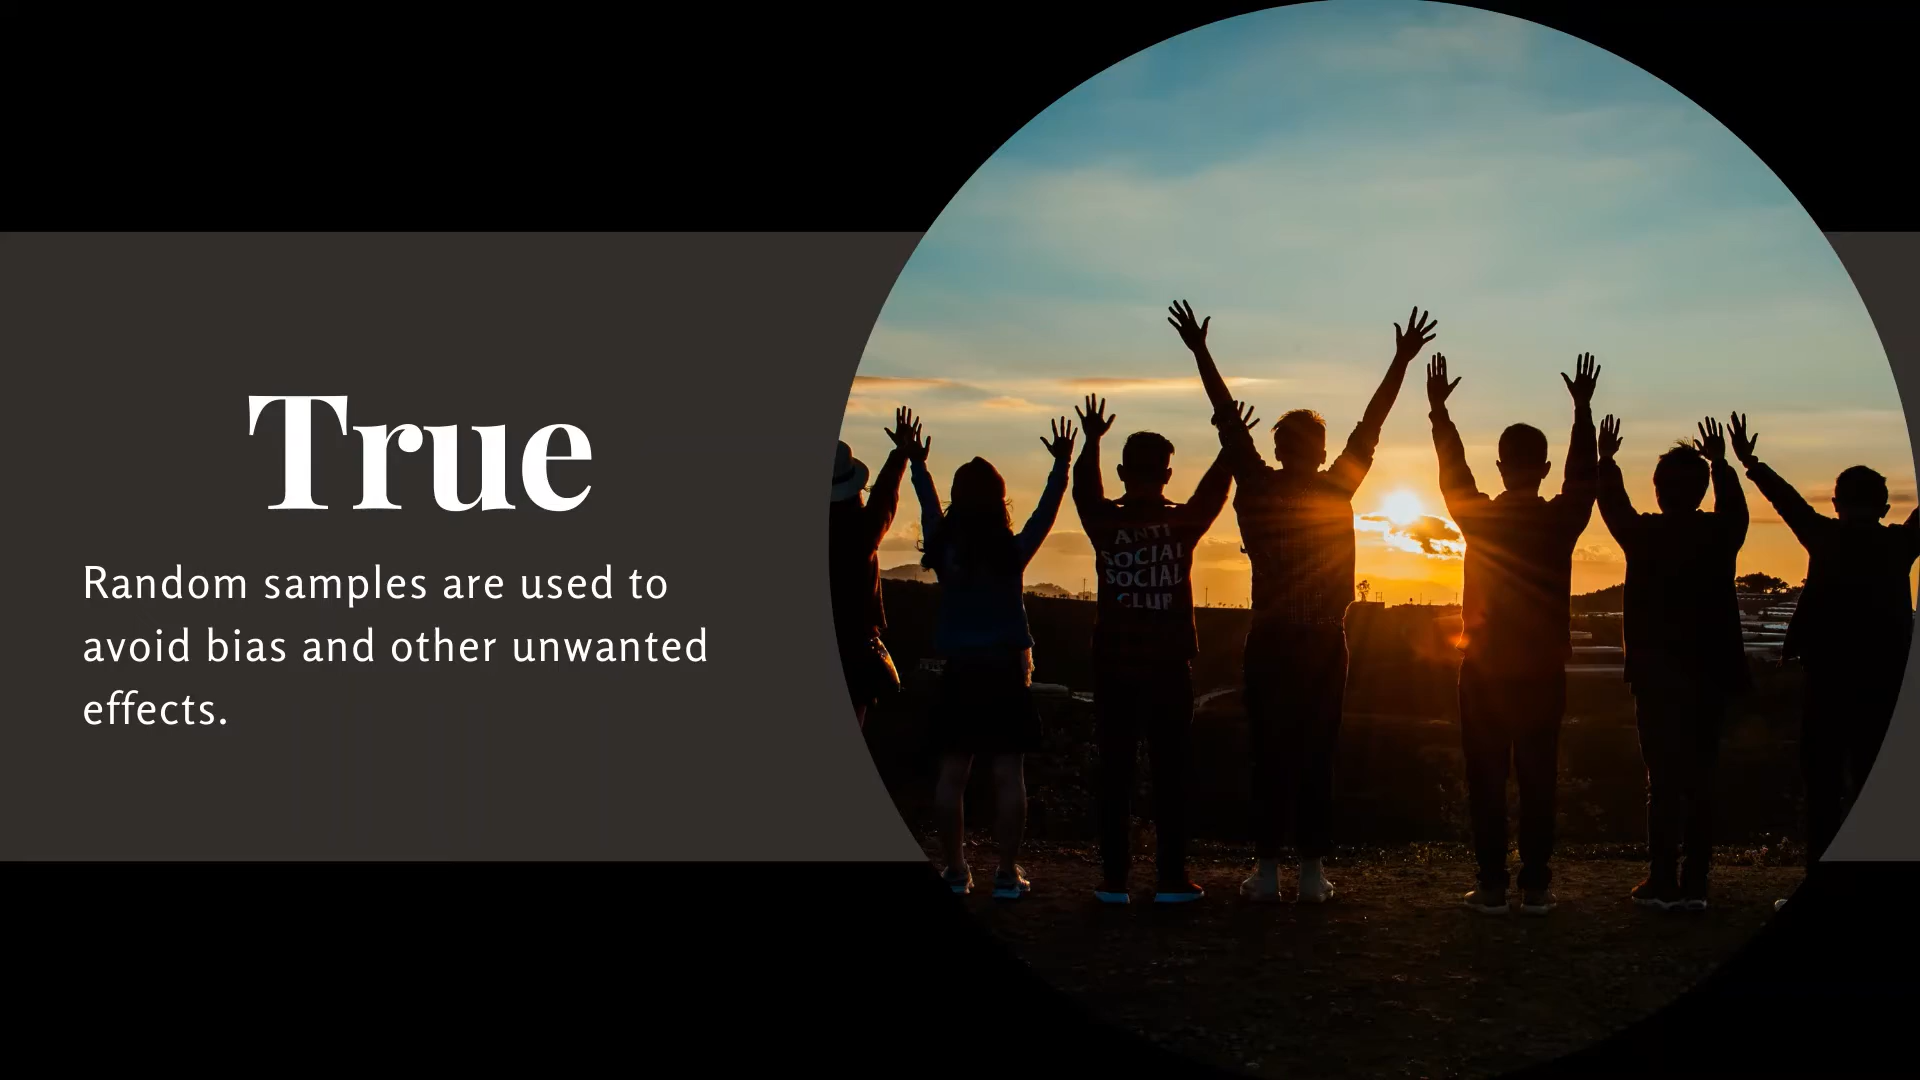 True
Random samples are used to
avoid bias and other unwanted
effects.
ANTI
SOCIAL
SOCIAL
CLUB